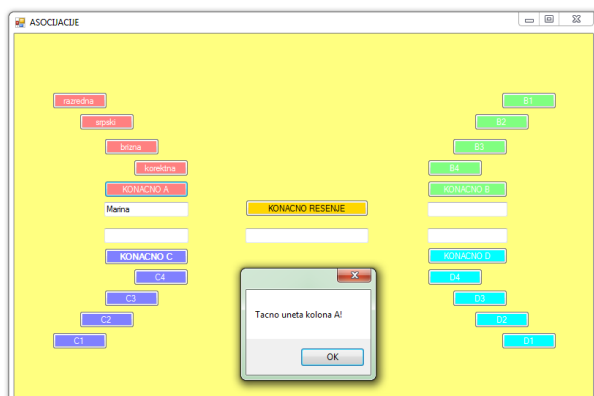 ASOCIJACIJE
razredna
B1
srpski
B2
brizna
B3
korektna
B4
KONACNO A
KONACNO B
Marina
KONACNO RESENJE
KONACNO C
KONACNO D
C4
D4
C3
D3
Tacno uneta kolona A!
C2
D2
C1
D1
OK